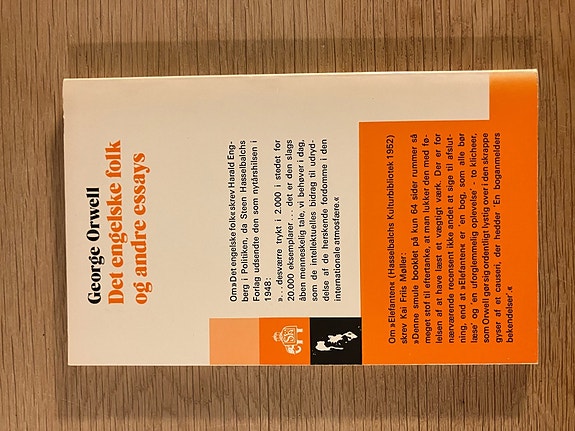 George Orwell
Det engelske folk
og andre essays
Om »Det engelske folk« skrev Harald Eng-
berg i Politiken, da Steen Hasselbalchs
Forlag udsendte den som nytårshilsen i
1948:
»... desværre trykt i 2.000 i stedet for
20.000 eksemplarer ... det er den slags
åben menneskelig tale, vi behøver i dag,
som de intellektuelles bidrag til udryd-
delse af de herskende fordomme i den
internationale atmosfære.«
Om »Elefanten« (Hasselbalchs Kulturbibliotek 1952)
skrev Kai Friis Møller:
»Denne smule booklet på kun 64 sider rummer så
meget stof til eftertanke, at man lukker den med fø-
lelsen af at have læst et vægtigt værk. Der er for
nærværende recensent ikke andet at sige til afslut-
ning, end at »Elefanten« er 'en bog, som alle bør
læse' og 'en uforglemmelig oplevelse' - to klicheer,
som Orwell gør sig ordentligt lystig over i den skrappe
gyser af et causeri, der hedder 'En bogánmelders
bekendelser'.«